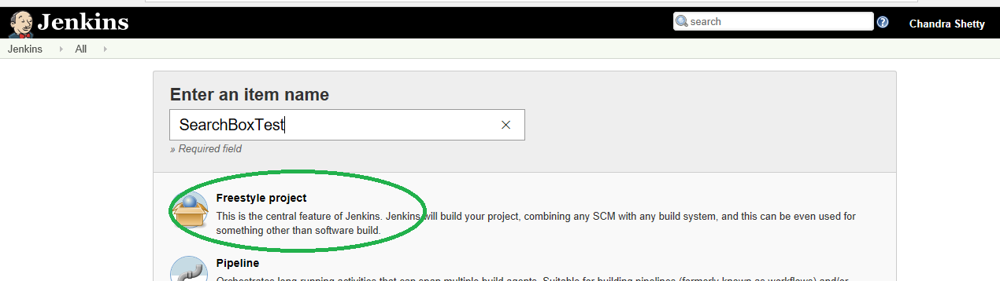 Jenkins
search
Chandra Shetty
Jenkins All
Enter an item name
SearchBoxTest
» Required field
Freestyle project
This is the central feature of Jenkins. Jenkins will build your project, combining any SCM with any build system, and this can be even used for
something other than software build.
Pipeline
Orchestrates long-running activities that can span multiple build agents. Suitable for building pipelines (formerly known as workflows) and/or